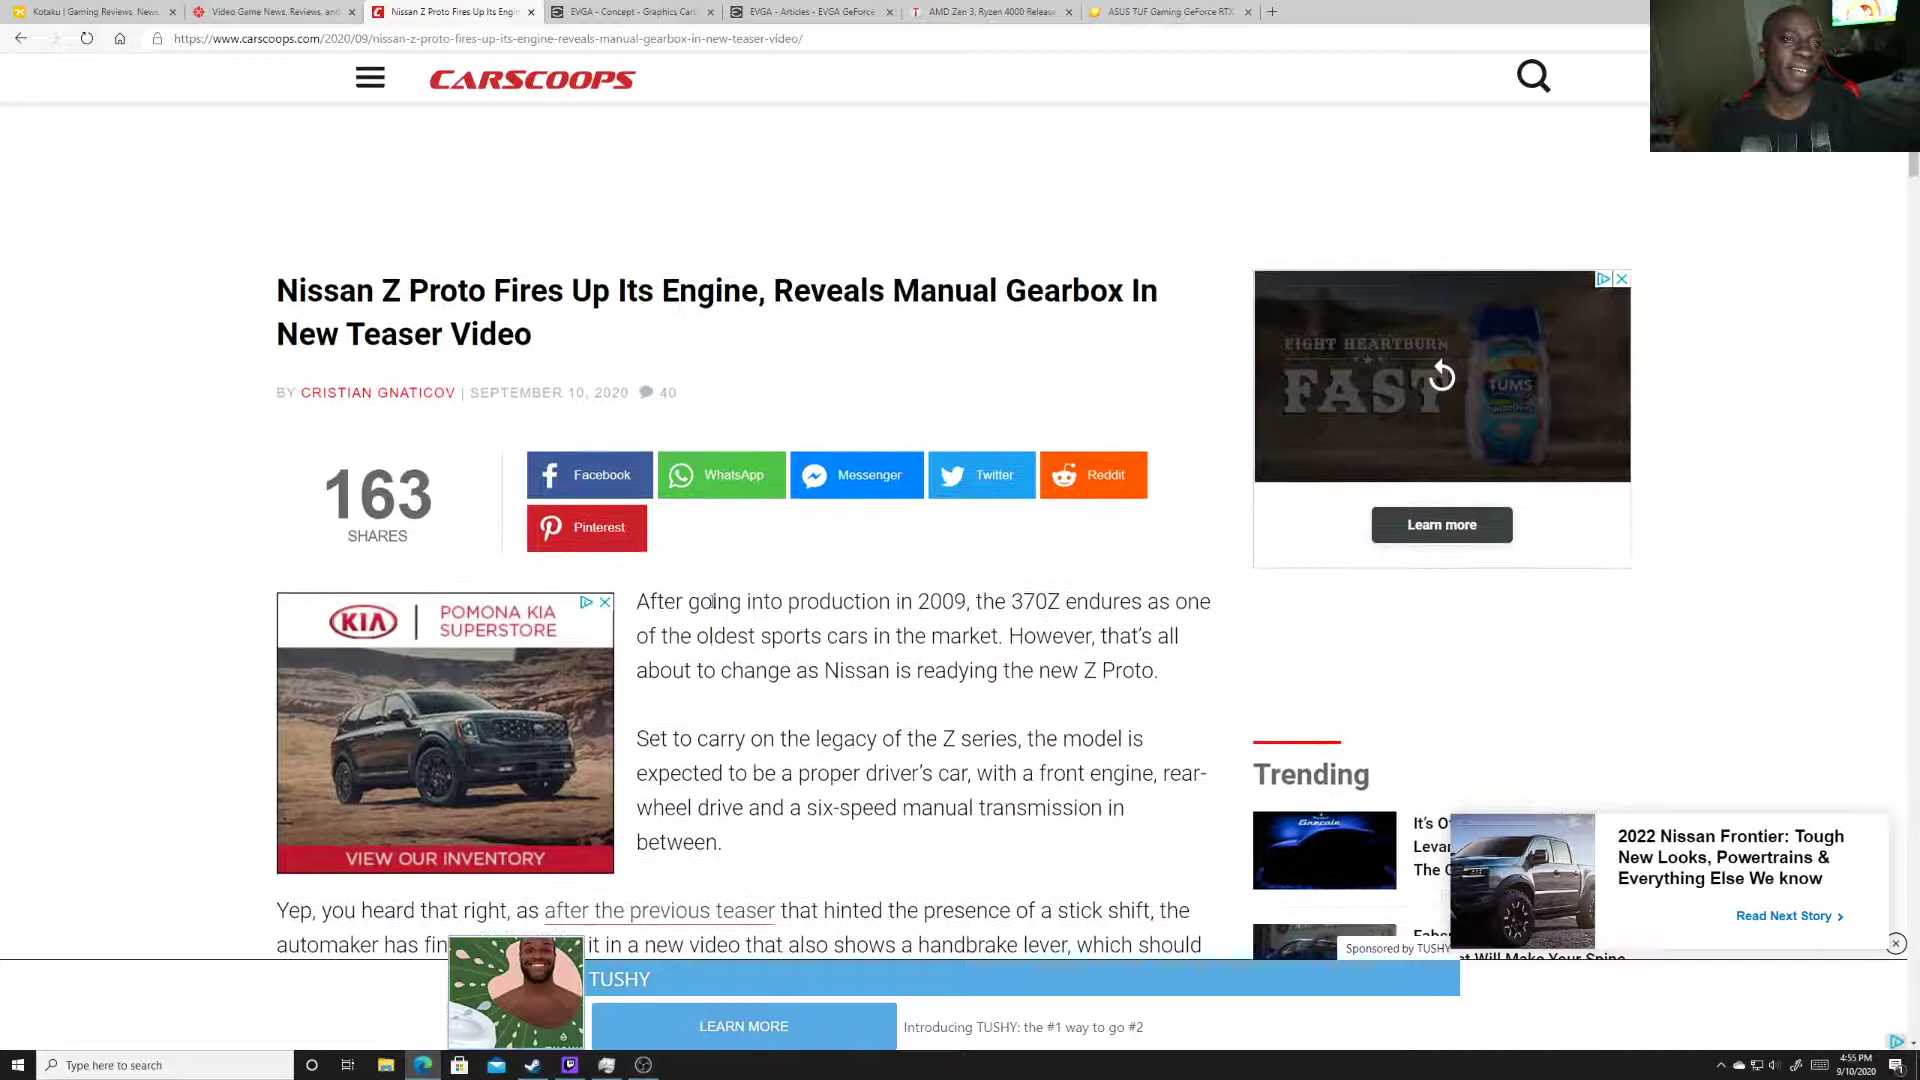 Kotaku | Gaming Reviews, News,
Video Game News, Reviews, and
Nissan Z Proto Fires Up Its Engin
EVGA - Concept - Graphics Card
EVGA - Articles - EVGA GeForce
AMD Zen 3, Ryzen 4000 Release
ASUS TUF Gaming GeForce RTX
https://www.carscoops.com/2020/09/nissan-z-proto-fires-up-its-engine-reveals-manual-gearbox-in-new-teaser-video/
CARSCOOPS
Nissan Z Proto Fires Up Its Engine, Reveals Manual Gearbox In
New Teaser Video
BY CRISTIAN GNATICOV | SEPTEMBER 10, 2020 40
163
SHARES
Facebook
WhatsApp
Messenger
Twitter
Reddit
Pinterest
FIGHT HEARTBURN
FAST
TUMS
Smoothies
Learn more
KIA
POMONA KIA
SUPERSTORE
VIEW OUR INVENTORY
After going into production in 2009, the 370Z endures as one
of the oldest sports cars in the market. However, that's all
about to change as Nissan is readying the new Z Proto.
Set to carry on the legacy of the Z series, the model is
expected to be a proper driver's car, with a front engine, rear-
wheel drive and a six-speed manual transmission in
between.
Yep, you heard that right, as after the previous teaser that hinted the presence of a stick shift, the
automaker has fin it in a new video that also shows a handbrake lever, which should
Trending
Grecale
It's O
Levan
The G
2022 Nissan Frontier: Tough
New Looks, Powertrains &
Everything Else We know
Read Next Story
Sponsored by TUSHY
at Will Make Your Spine
TUSHY
LEARN MORE
Introducing TUSHY: the #1 way to go #2
Type here to search
4:55 PM
9/10/2020